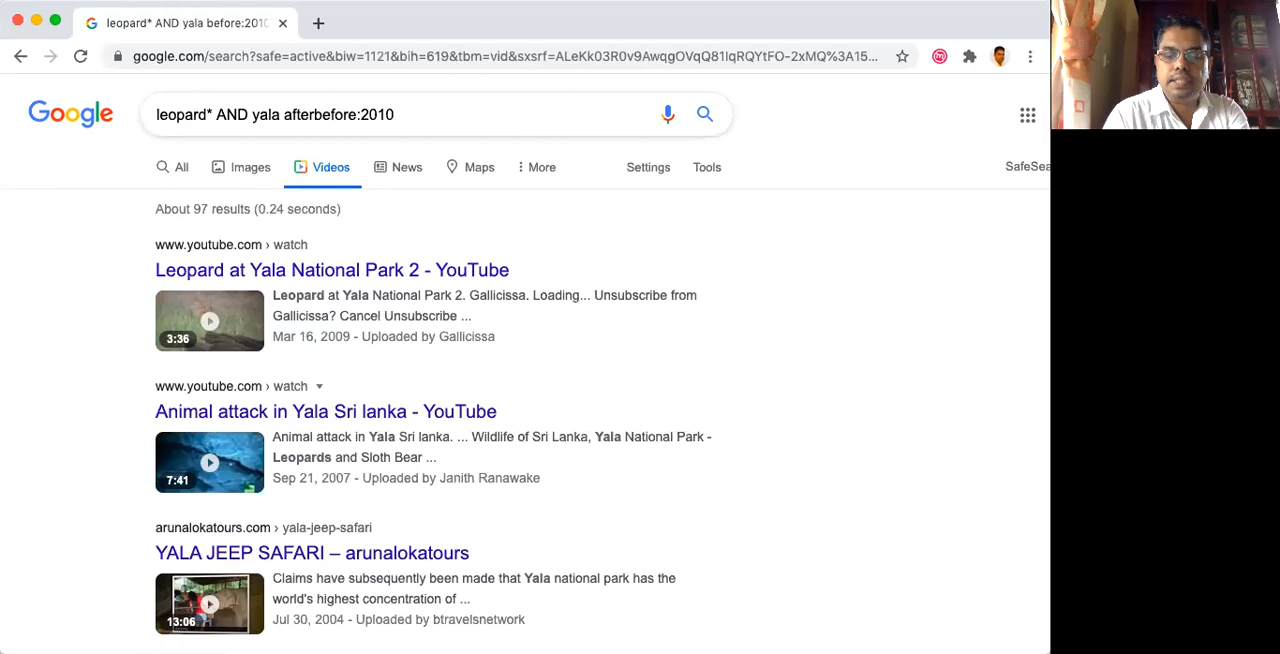 leopard* AND yala before:2010
google.com/search?safe=active&biw=1121&bih=619&tbm=vid&sxsrf=ALeKk03R0v9AwqgOVqQ81lqRQYtFO-2xMQ%3A15...
Google
leopard* AND yala afterbefore:2010
All Images Videos News Maps More Settings Tools SafeSea
About 97 results (0.24 seconds)
www.youtube.com › watch
Leopard at Yala National Park 2 - YouTube
Leopard at Yala National Park 2. Gallicissa. Loading... Unsubscribe from
Gallicissa? Cancel Unsubscribe ...
3:36
Mar 16, 2009 - Uploaded by Gallicissa
www.youtube.com › watch
Animal attack in Yala Sri lanka - YouTube
Animal attack in Yala Sri lanka. ... Wildlife of Sri Lanka, Yala National Park -
Leopards and Sloth Bear ...
7:41
Sep 21, 2007 - Uploaded by Janith Ranawake
arunalokatours.com › yala-jeep-safari
YALA JEEP SAFARI – arunalokatours
Claims have subsequently been made that Yala national park has the
world's highest concentration of ...
13:06
Jul 30, 2004 - Uploaded by btravelsnetwork